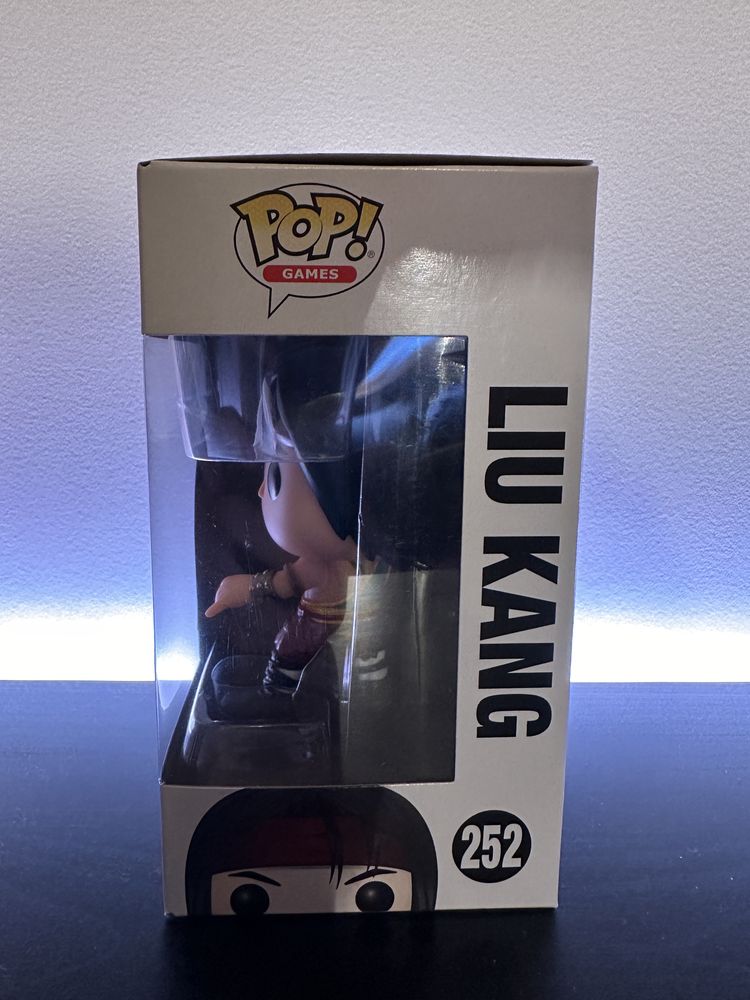 POP!
®
GAMES
LIU KANG
252